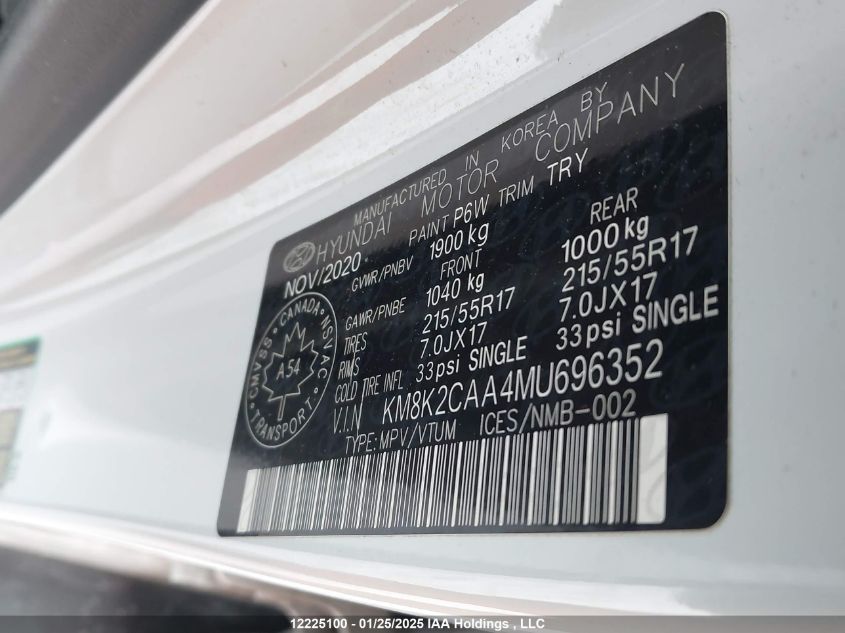 MANUFACTURED IN KOREA BY
HYUNDAI MOTOR COMPANY
NOV/2020 PAINT P6W TRIM TRY
GVWR/PNBV 1900 kg
FRONT REAR
GAWR/PNBE 1040 kg 1000 kg
TIRES 215/55R17 215/55R17
RIMS 7.0JX17 7.0JX17
COLD TIRE INFL 33psi SINGLE 33psi SINGLE
V.I.N KM8K2CAA4MU696352
TYPE:MPV/VTUM ICES/NMB-002
CMVSS · CANADA · NSVAC
A54
TRANSPORT
12225100 - 01/25/2025 IAA Holdings , LLC